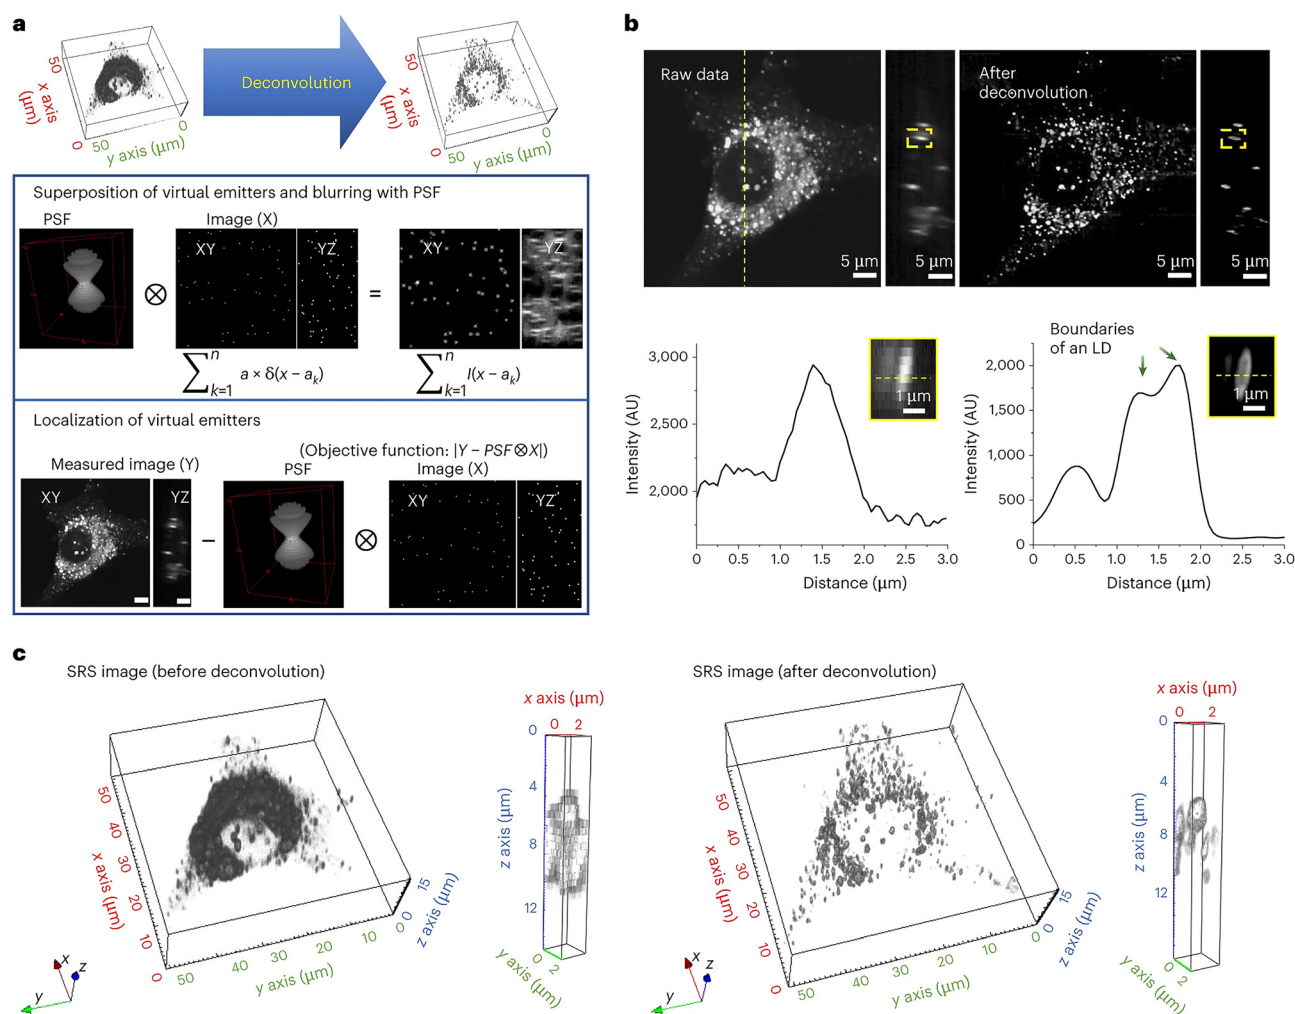 a
50
x axis (μm)
0
50
y axis (μm)
0
Deconvolution
50
x axis (μm)
0
50
y axis (μm)
0
Superposition of virtual emitters and blurring with PSF
PSF
Image (X)
XY
YZ
XY
YZ
⊗
=
∑ n k=1 a × δ(x − aₖ)
∑ n k=1 I(x − aₖ)
Localization of virtual emitters
(Objective function: |Y − PSF⊗X|)
Measured image (Y)
PSF
Image (X)
XY
YZ
−
⊗
XY
YZ
b
Raw data
5 μm
5 μm
After
deconvolution
5 μm
5 μm
3,000
2,500
2,000
Intensity (AU)
1 μm
0 0.5 1.0 1.5 2.0 2.5 3.0
Distance (μm)
Boundaries
of an LD
2,000
1,500
1,000
500
0
Intensity (AU)
1 μm
0 0.5 1.0 1.5 2.0 2.5 3.0
Distance (μm)
c
SRS image (before deconvolution)
50
40
30
20
10
0
x axis (μm)
50 40 30 20 10 0
y axis (μm)
0 15
z axis (μm)
x
z
y
x axis (μm)
0 2
0
4
8
12
z axis (μm)
0 2
y axis (μm)
SRS image (after deconvolution)
50
40
30
20
10
0
x axis (μm)
50 40 30 20 10 0
y axis (μm)
0 15
z axis (μm)
x
z
y
x axis (μm)
0 2
0
4
8
12
z axis (μm)
0 2
y axis (μm)